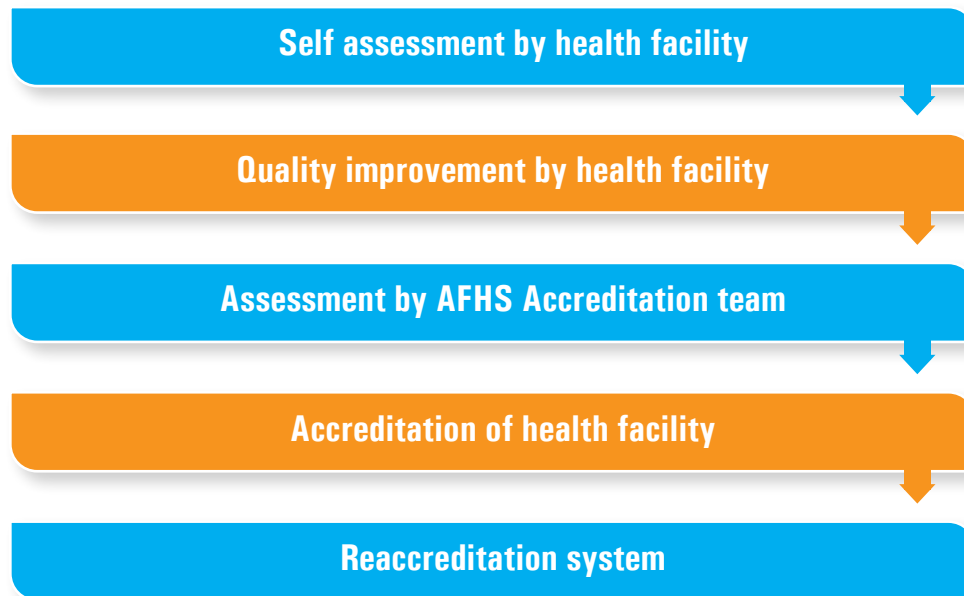 Self assessment by health facility
Quality improvement by health facility
Assessment by AFHS Accreditation team
Accreditation of health facility
Reaccreditation system